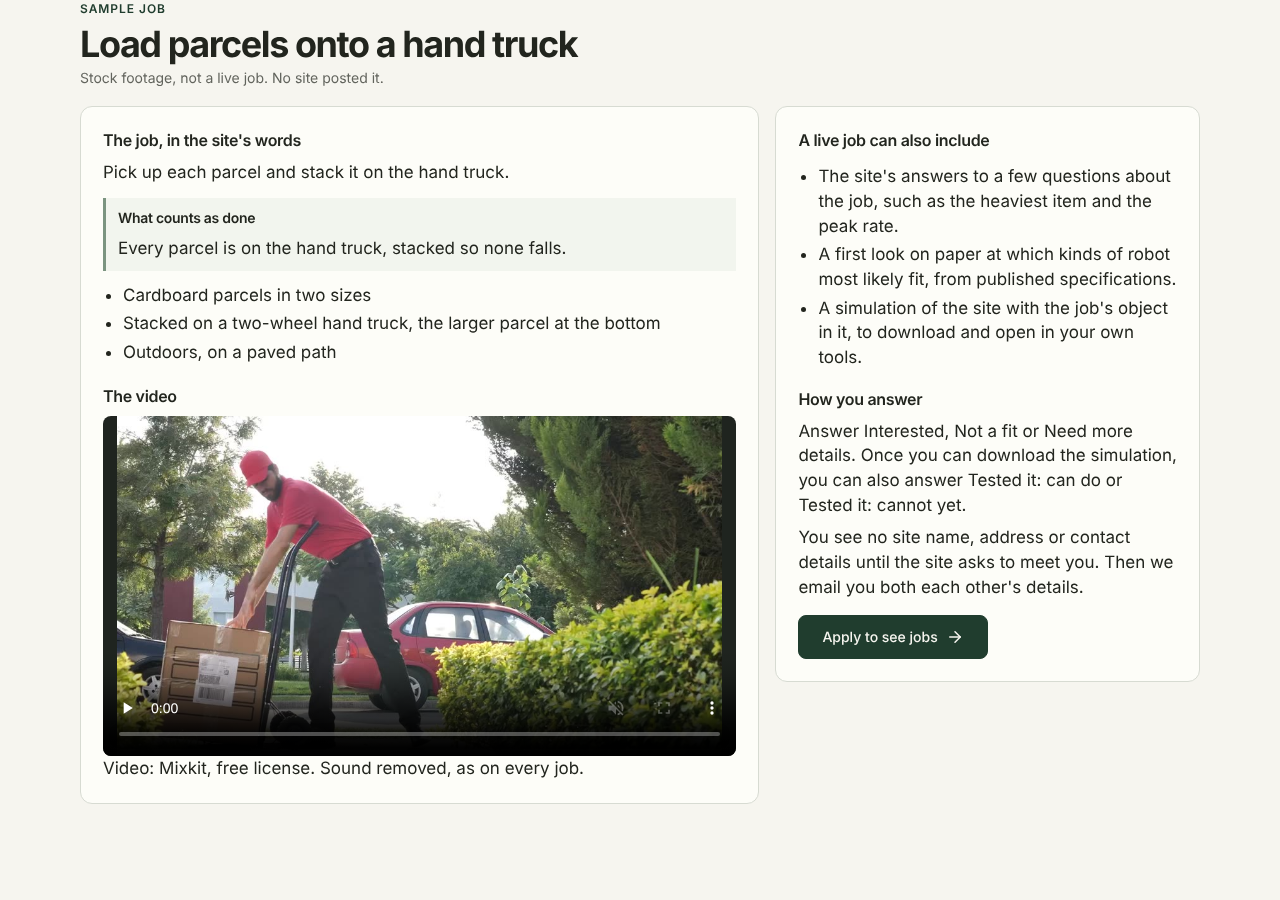 SAMPLE JOB
Load parcels onto a hand truck
Stock footage, not a live job. No site posted it.
The job, in the site's words
Pick up each parcel and stack it on the hand truck.
What counts as done
Every parcel is on the hand truck, stacked so none falls.
Cardboard parcels in two sizes
Stacked on a two-wheel hand truck, the larger parcel at the bottom
Outdoors, on a paved path
The video
0:00
Video: Mixkit, free license. Sound removed, as on every job.
A live job can also include
The site's answers to a few questions about
the job, such as the heaviest item and the
peak rate.
A first look on paper at which kinds of robot
most likely fit, from published specifications.
A simulation of the site with the job's object
in it, to download and open in your own
tools.
How you answer
Answer Interested, Not a fit or Need more
details. Once you can download the simulation,
you can also answer Tested it: can do or
Tested it: cannot yet.
You see no site name, address or contact
details until the site asks to meet you. Then we
email you both each other's details.
Apply to see jobs